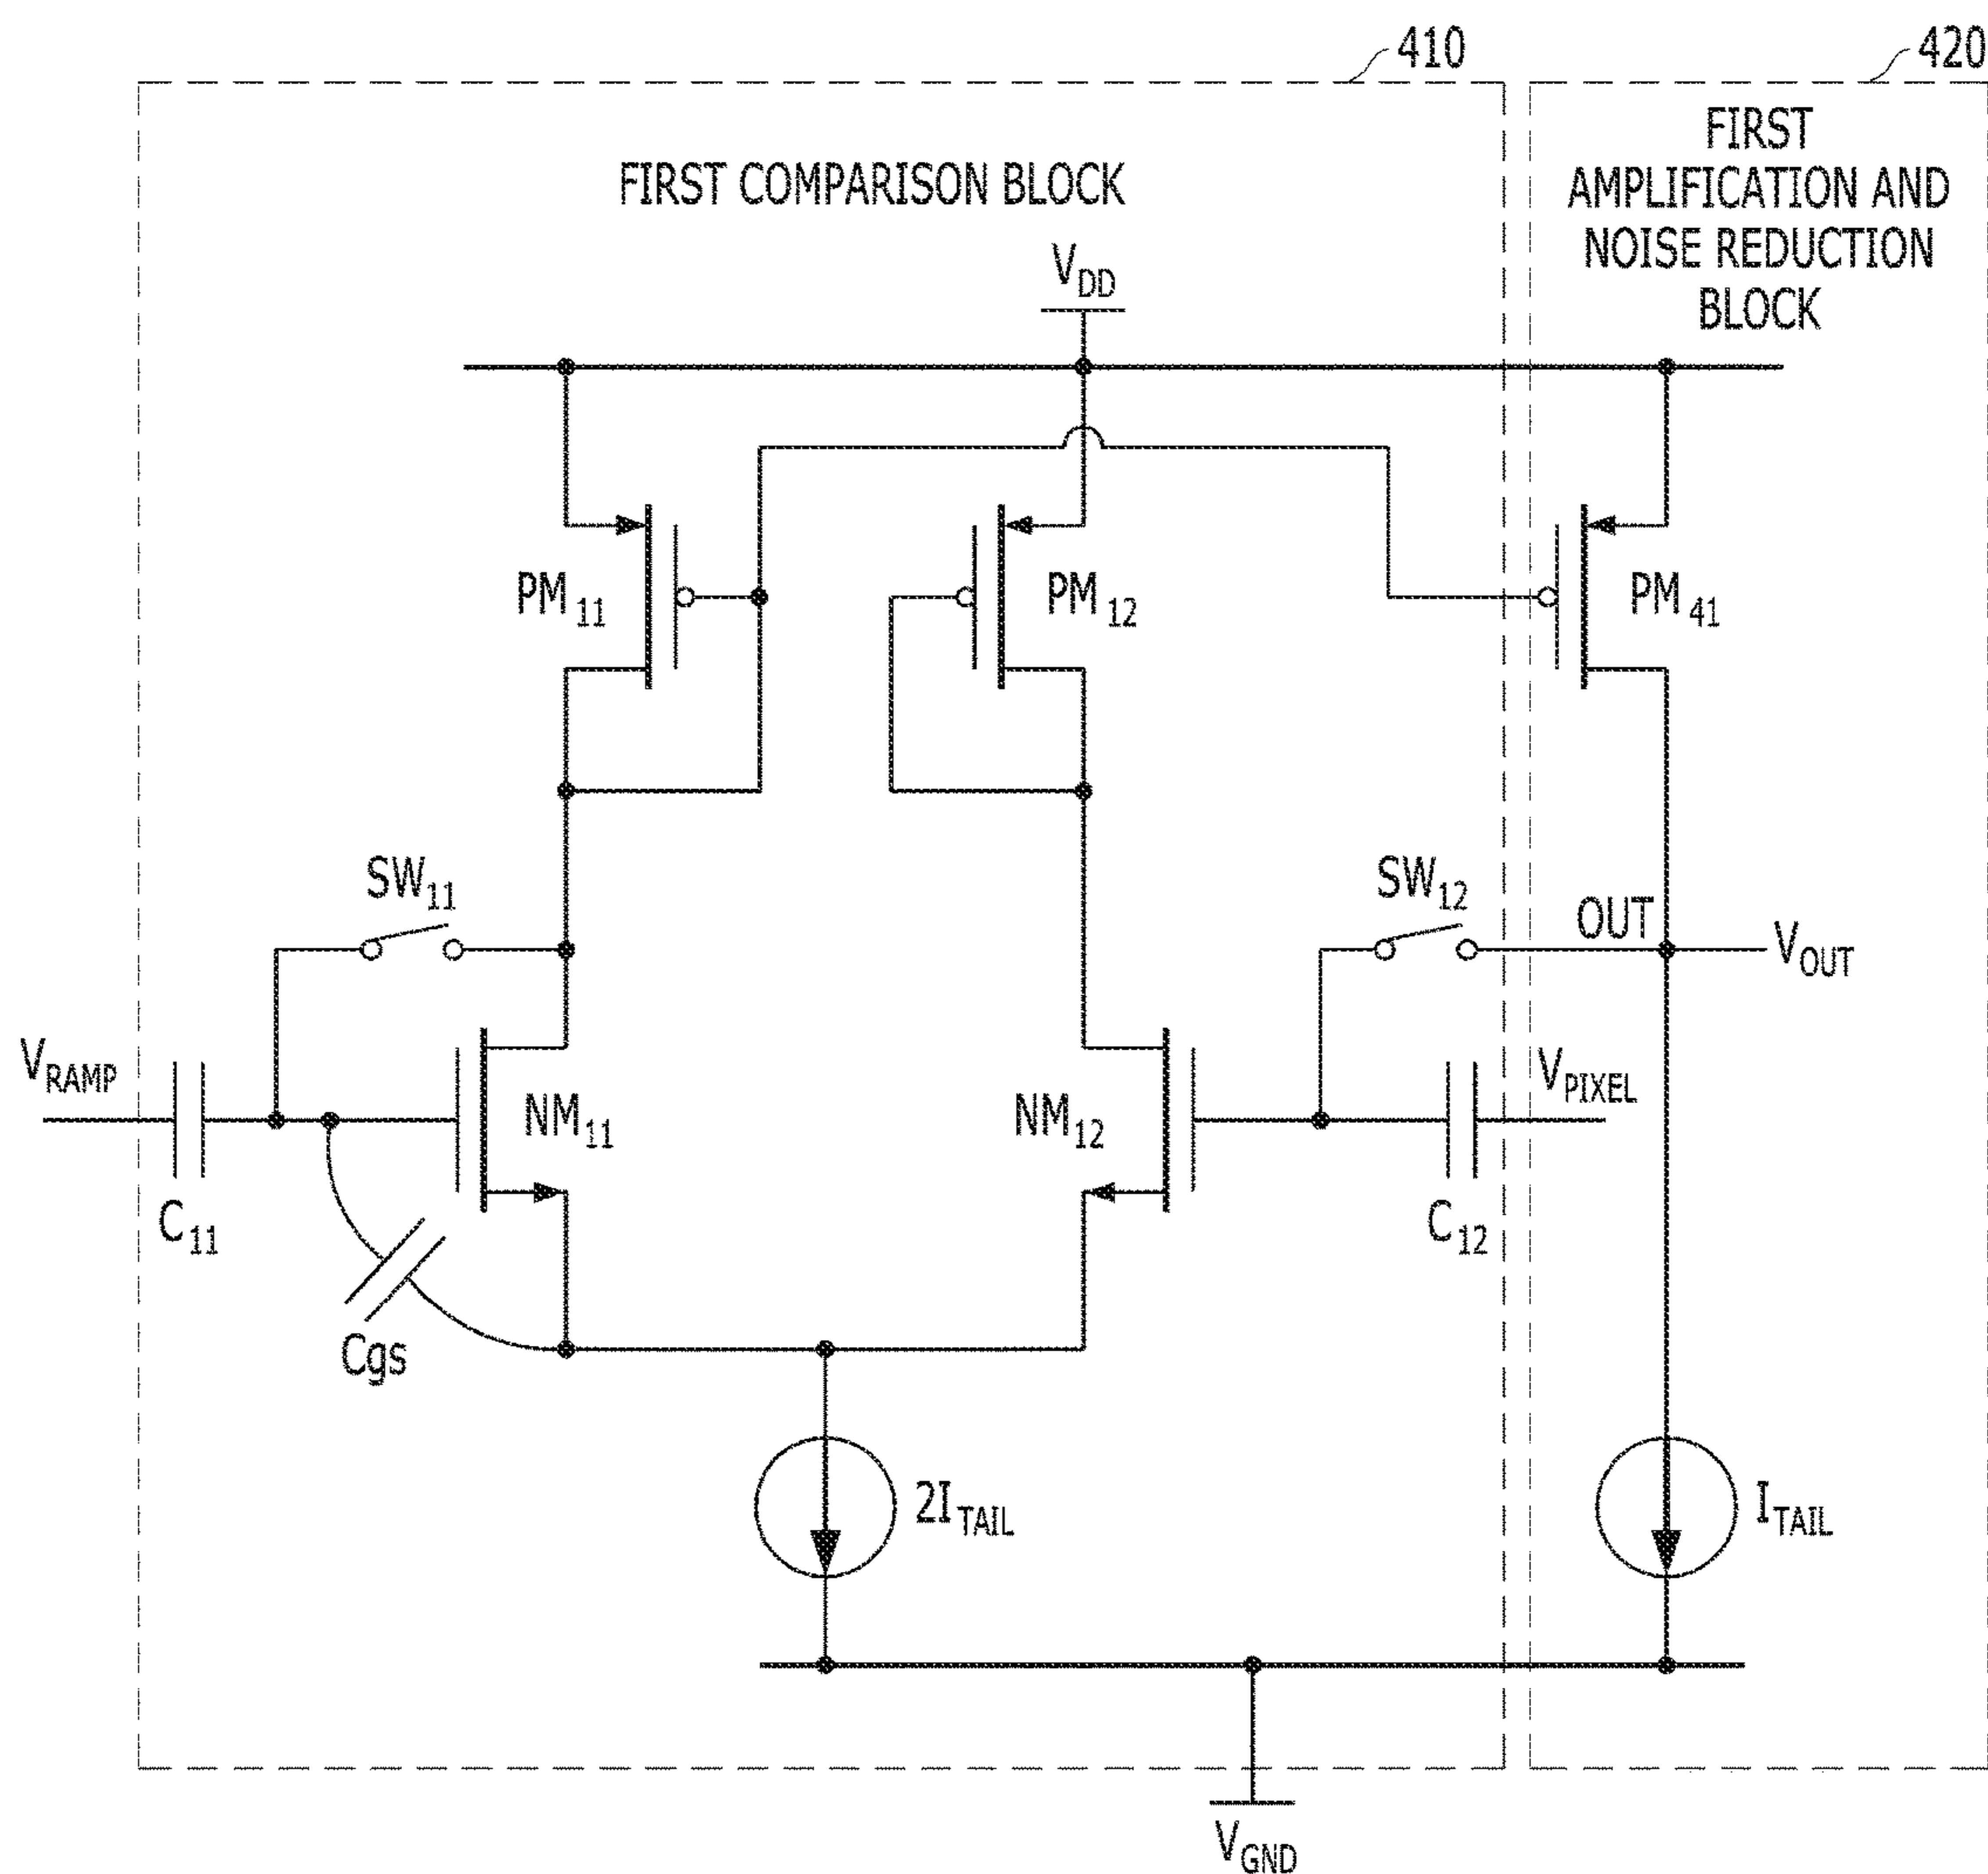 410
420
FIRST COMPARISON BLOCK
FIRST
AMPLIFICATION AND
NOISE REDUCTION
BLOCK
VDD
PM11
PM12
PM41
SW11
SW12
OUT
VOUT
VRAMP
NM11
NM12
VPIXEL
C11
C12
Cgs
2ITAIL
ITAIL
VGND